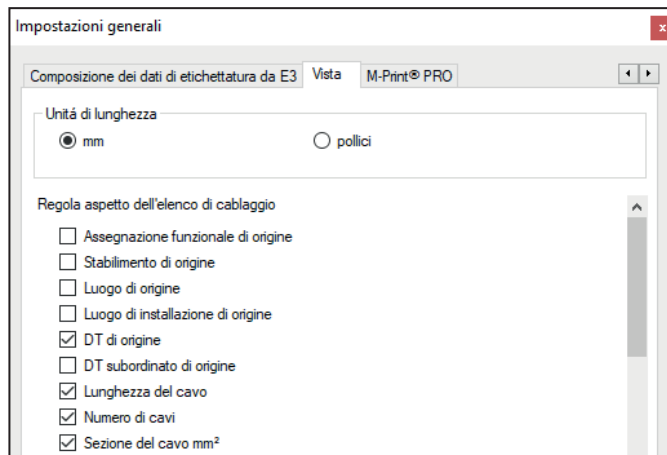 Impostazioni generali
x
Composizione dei dati di etichettatura da E3 Vista M-Print® PRO
Unitá di lunghezza
mm pollici
Regola aspetto dell'elenco di cablaggio
Assegnazione funzionale di origine
Stabilimento di origine
Luogo di origine
Luogo di installazione di origine
DT di origine
DT subordinato di origine
Lunghezza del cavo
Numero di cavi
Sezione del cavo mm²